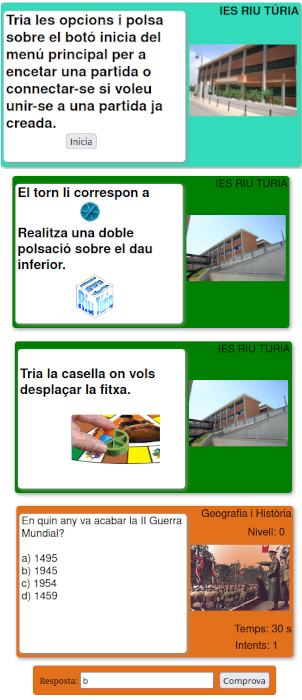 IES RIU TÚRIA
Tria les opcions i polsa
sobre el botó inicia del
menú principal per a
encetar una partida o
connectar-se si voleu
unir-se a una partida ja
creada.
Inicia
IES RIU TÚRIA
El torn li correspon a
Realitza una doble
polsació sobre el dau
inferior.
Riu Túria
IES RIU TÚRIA
Tria la casella on vols
desplaçar la fitxa.
Geografia i Història
Nivell: 0
En quin any va acabar la II Guerra
Mundial?
a) 1495
b) 1945
c) 1954
d) 1459
Temps: 30 s
Intents: 1
Resposta: b Comprova